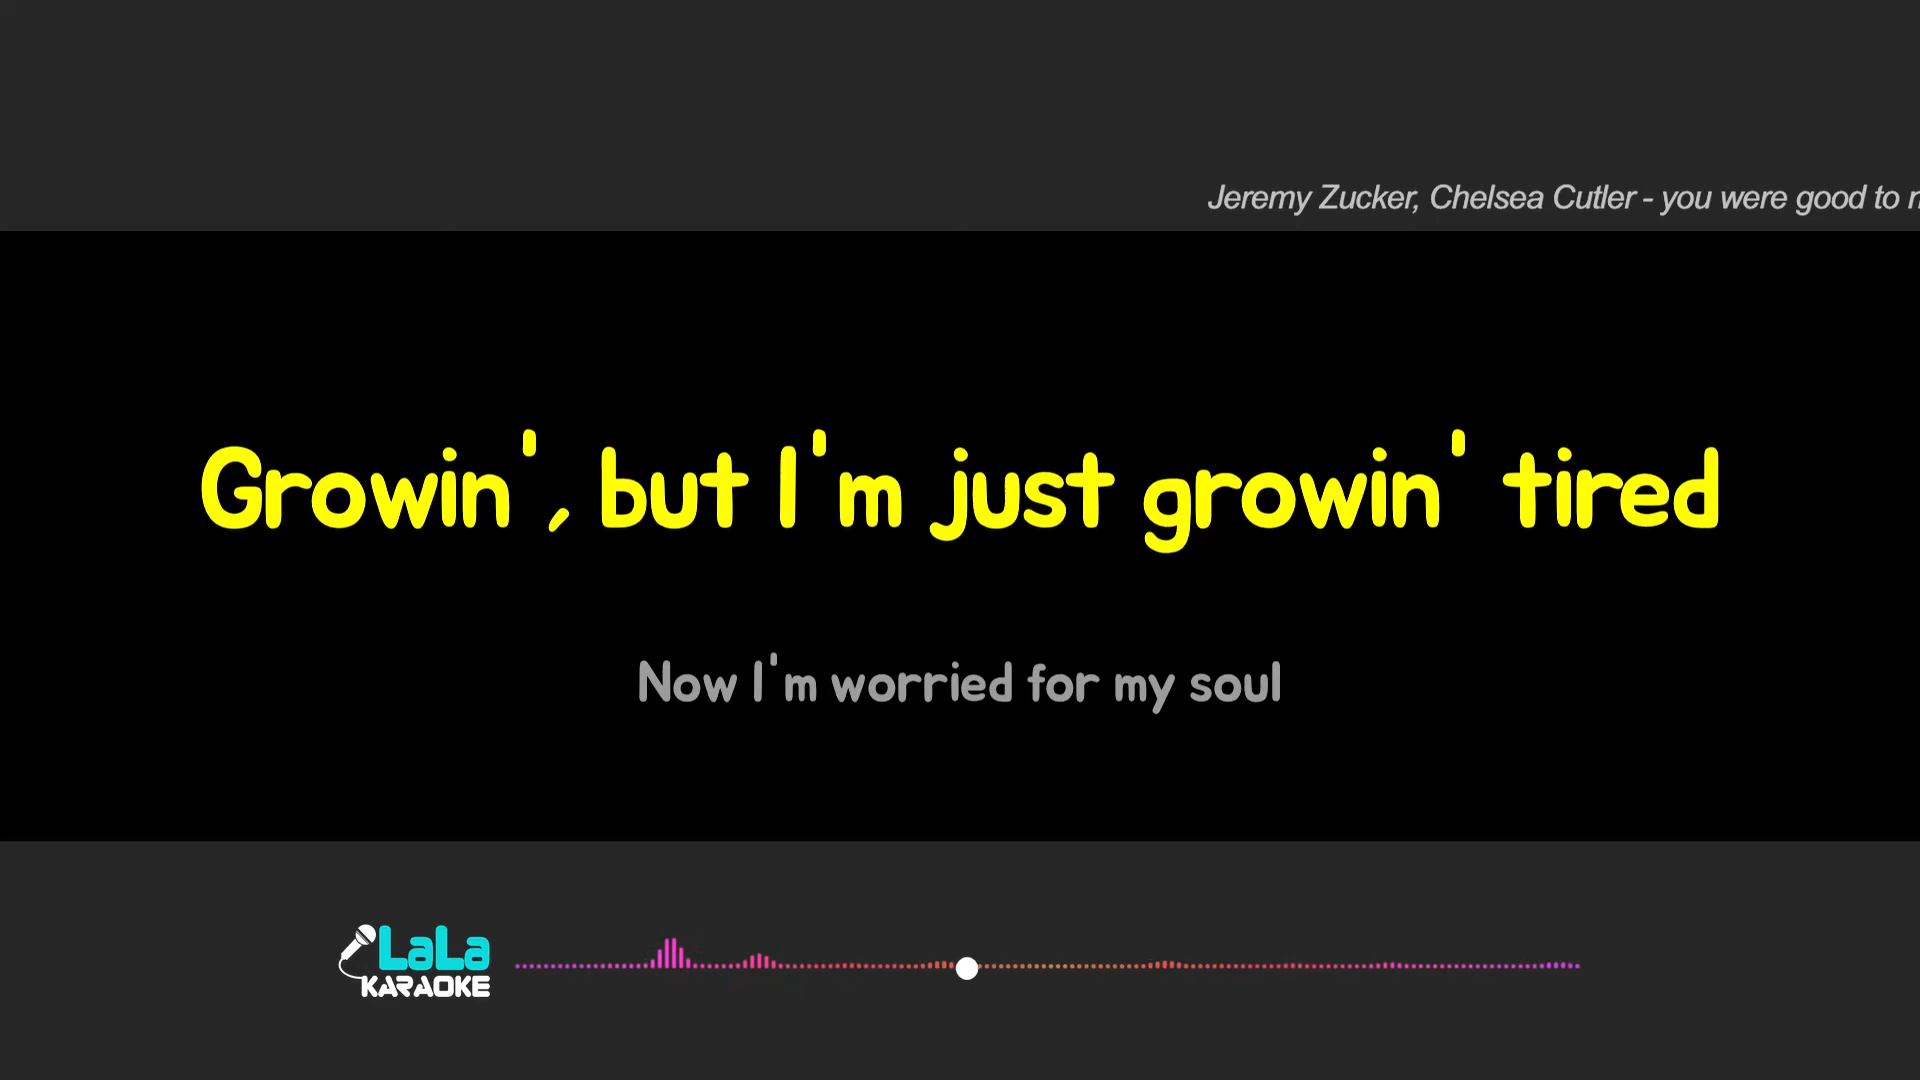 Jeremy Zucker, Chelsea Cutler - you were good to
Growin', but I'm just growin' tired
Now I'm worried for my soul
LaLa
KARAOKE